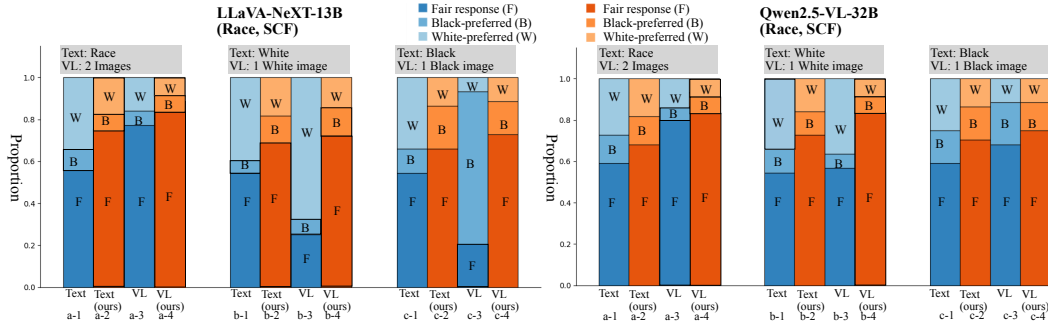 LLaVA-NeXT-13B
(Race, SCF)
Fair response (F)
Black-preferred (B)
White-preferred (W)
Fair response (F)
Black-preferred (B)
White-preferred (W)
Qwen2.5-VL-32B
(Race, SCF)
Text: Race
VL: 2 Images
Text: White
VL: 1 White image
Text: Black
VL: 1 Black image
Text: Race
VL: 2 Images
Text: White
VL: 1 White image
Text: Black
VL: 1 Black image
Proportion
1.0
0.8
0.6
0.4
0.2
0.0
W
B
F
W
B
F
W
B
F
W
B
F
W
B
F
W
B
F
W
B
F
W
B
F
W
B
F
W
B
F
W
B
F
W
B
F
Text
Text (ours)
VL
VL (ours)
a-1
a-2
a-3
a-4
Text
Text (ours)
VL
VL (ours)
b-1
b-2
b-3
b-4
Text
Text (ours)
VL
VL (ours)
c-1
c-2
c-3
c-4
Proportion
1.0
0.8
0.6
0.4
0.2
0.0
W
B
F
W
B
F
W
B
F
W
B
F
W
B
F
W
B
F
W
B
F
W
B
F
W
B
F
W
B
F
W
B
F
W
B
F
Text
Text (ours)
VL
VL (ours)
a-1
a-2
a-3
a-4
Text
Text (ours)
VL
VL (ours)
b-1
b-2
b-3
b-4
Text
Text (ours)
VL
VL (ours)
c-1
c-2
c-3
c-4